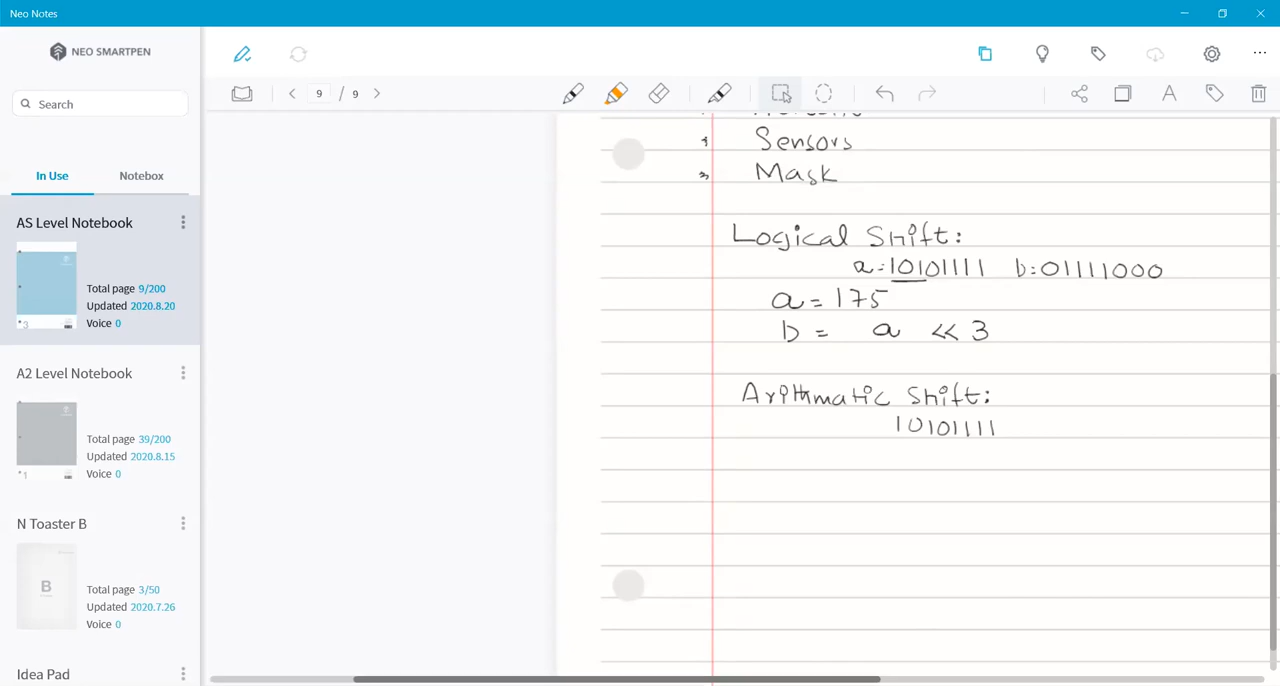 Neo Notes
NEO SMARTPEN
Search
9 / 9
In Use
Notebox
AS Level Notebook
Total page 9/200
Updated 2020.8.20
Voice 0
3
A2 Level Notebook
Total page 39/200
Updated 2020.8.15
Voice 0
1
N Toaster B
B
Total page 3/50
Updated 2020.7.26
Voice 0
Idea Pad
Sensors
Mask
Logical Shift:
a=10101111 b:01111000
a=175
b = a << 3
Arithmatic Shift:
10101111